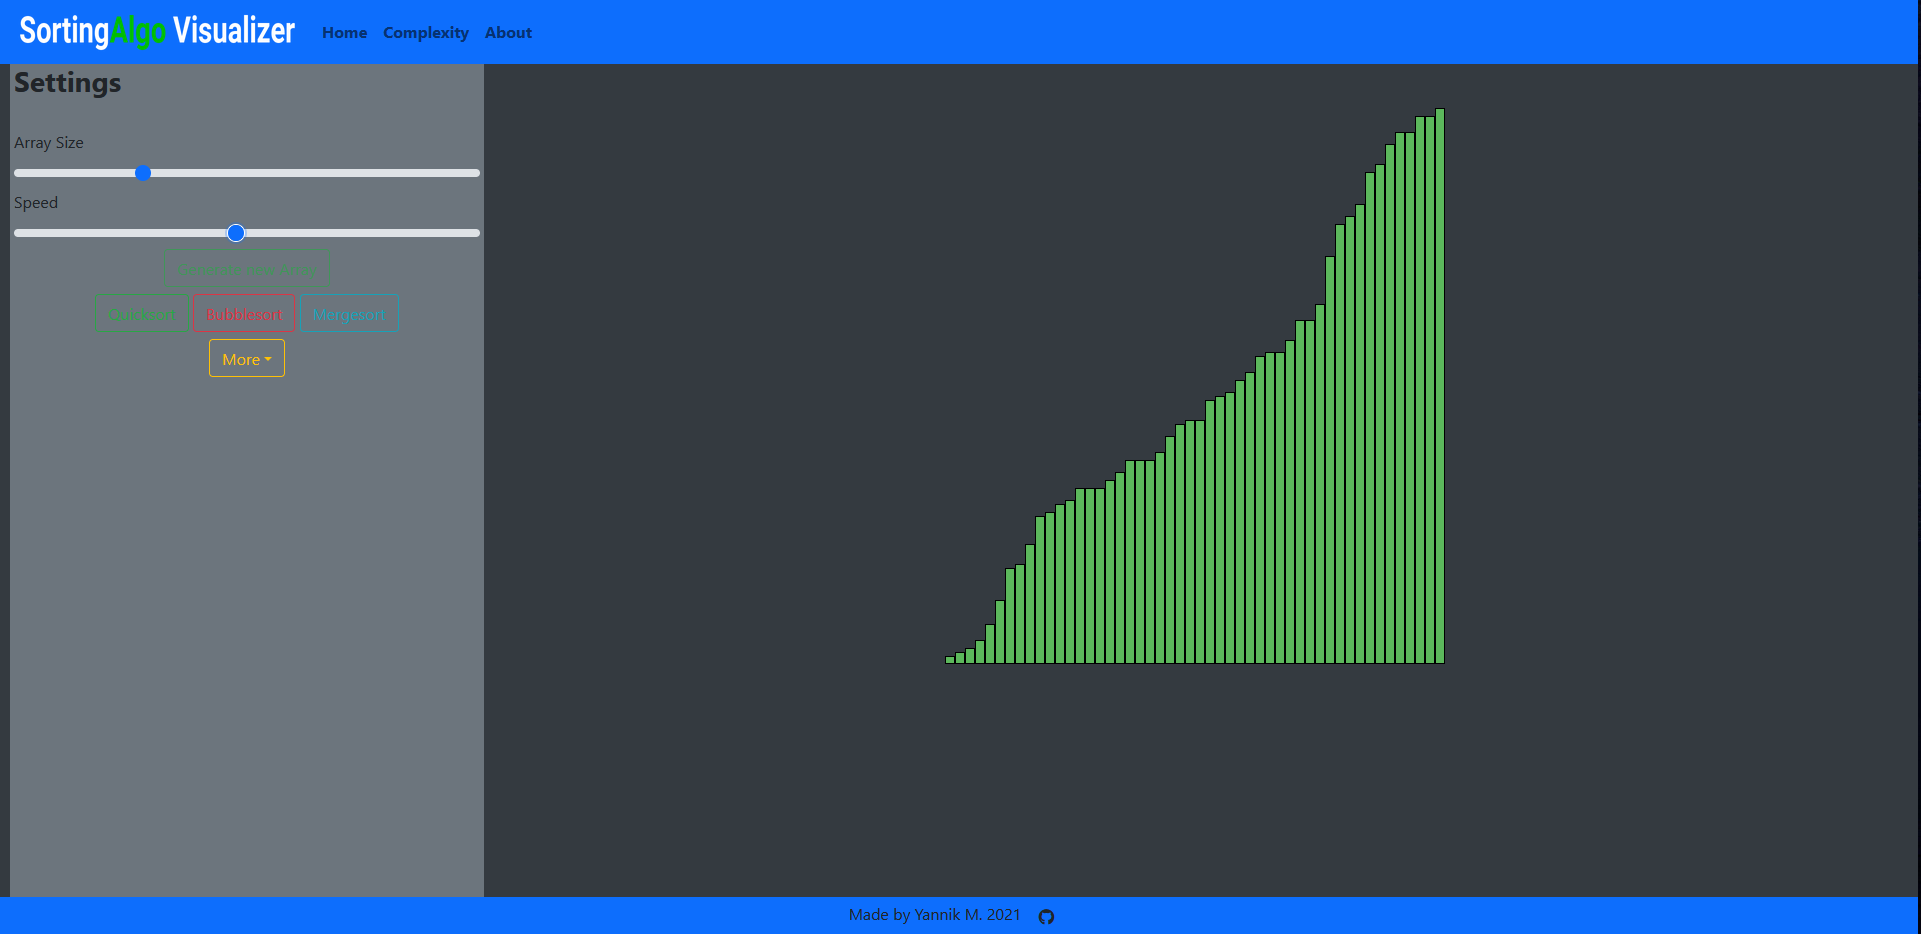 SortingAlgo Visualizer Home Complexity About
Settings
Array Size
Speed
Generate New Array
Quicksort Bubblesort Mergesort
More
Made by Yannik M. 2021